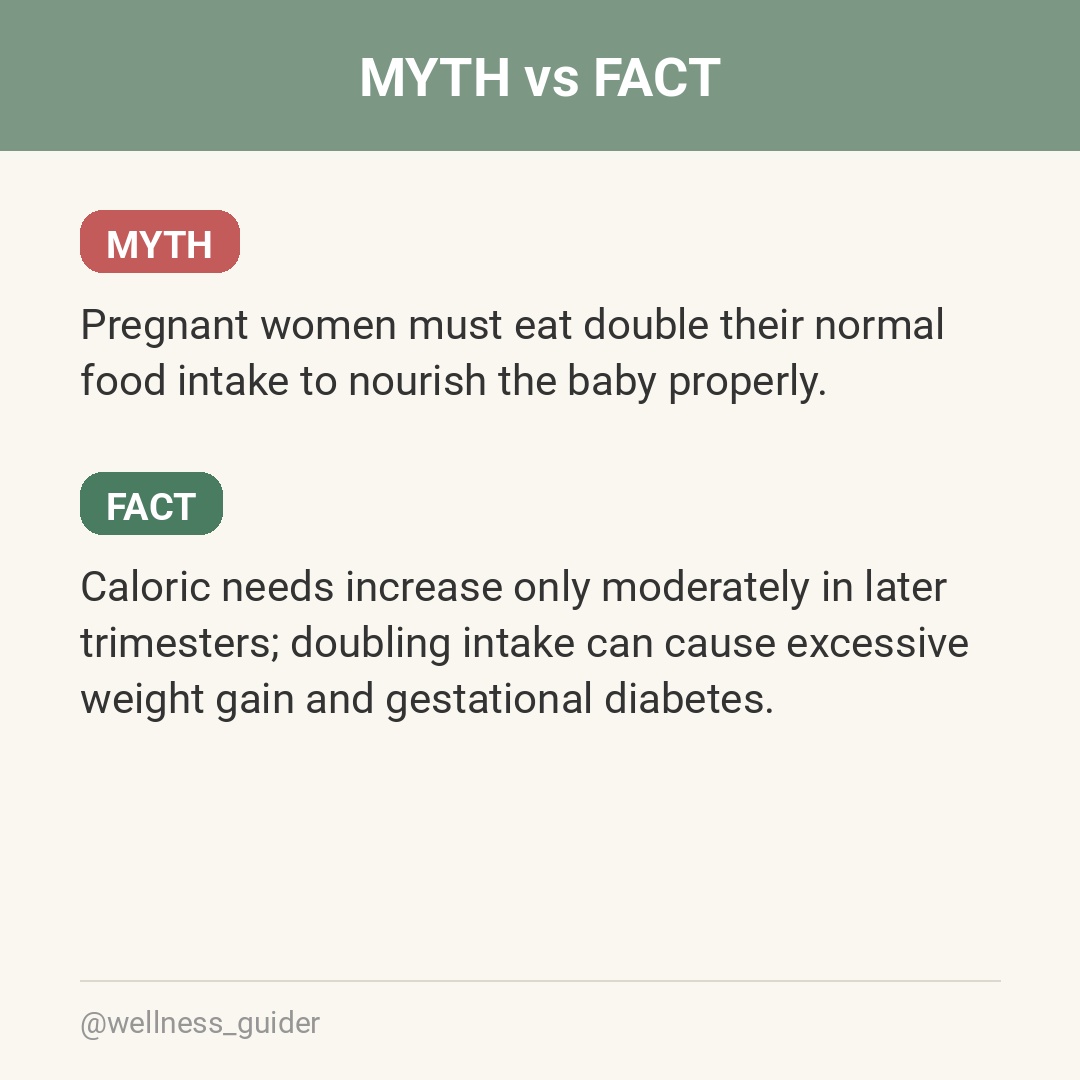 MYTH vs FACT
MYTH
Pregnant women must eat double their normal
food intake to nourish the baby properly.
FACT
Caloric needs increase only moderately in later
trimesters; doubling intake can cause excessive
weight gain and gestational diabetes.
@wellness_guider